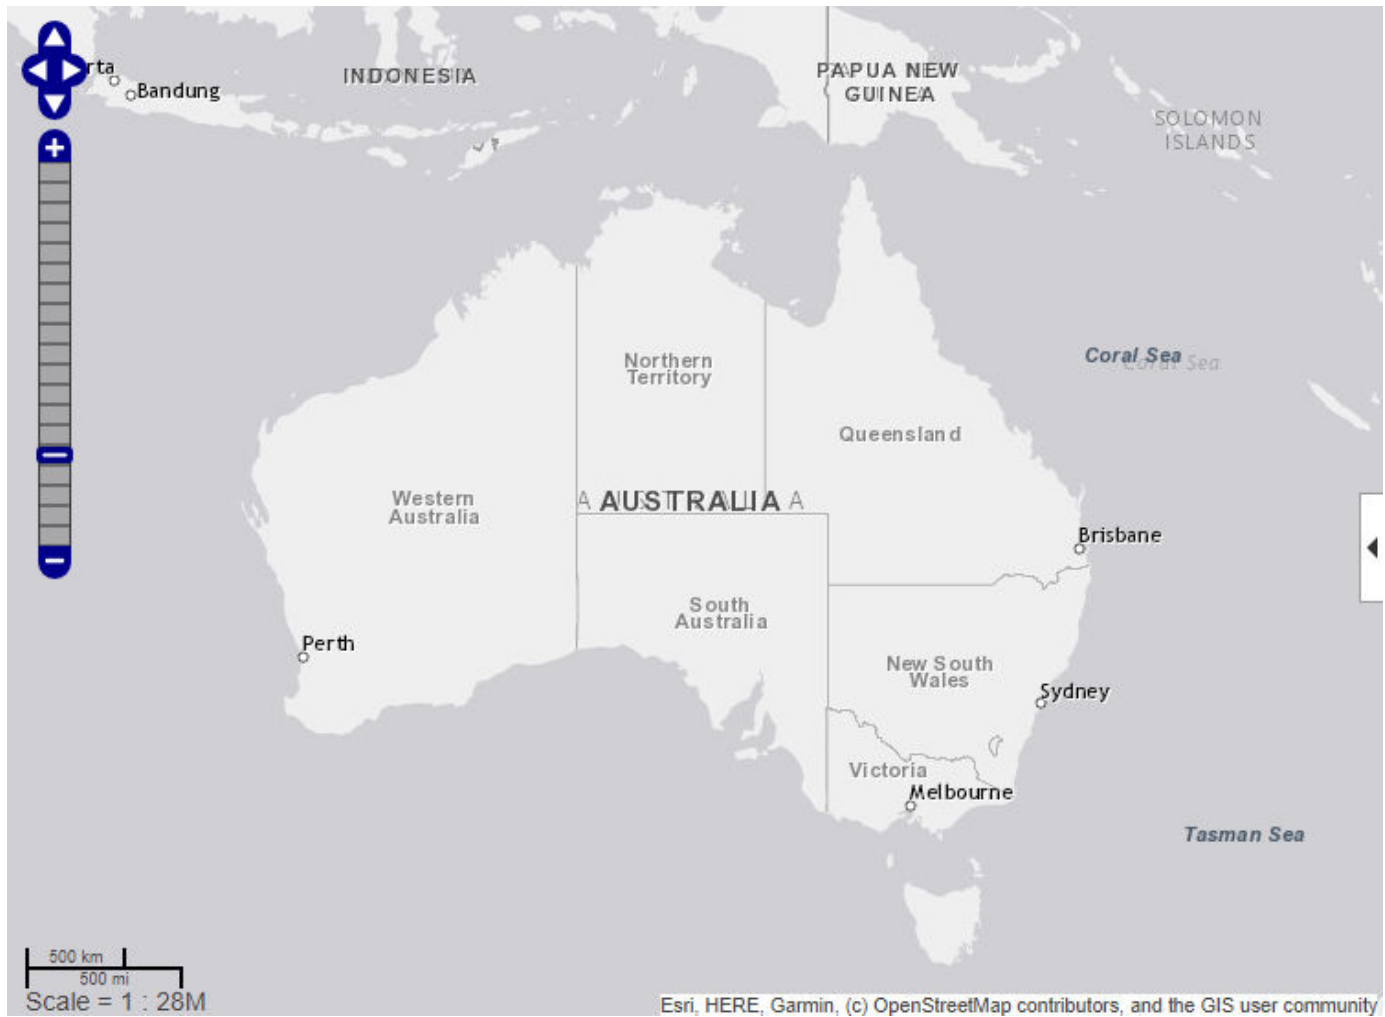 rta
Bandung
INDONESIA
PAPUA NEW
GUINEA
SOLOMON
ISLANDS
Northern
Territory
Coral Sea
Coral Sea
Queensland
Western
Australia
AUSTRALIA
Brisbane
South
Australia
Perth
New South
Wales
Sydney
Victoria
Melbourne
Tasman Sea
500 km
500 mi
Scale = 1 : 28M
Esri, HERE, Garmin, (c) OpenStreetMap contributors, and the GIS user community